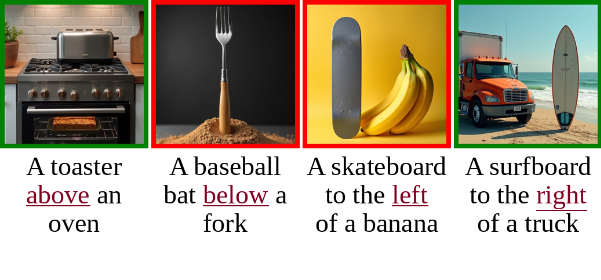 A toaster
above an
oven
A baseball
bat below a
fork
A skateboard
to the left
of a banana
A surfboard
to the right
of a truck